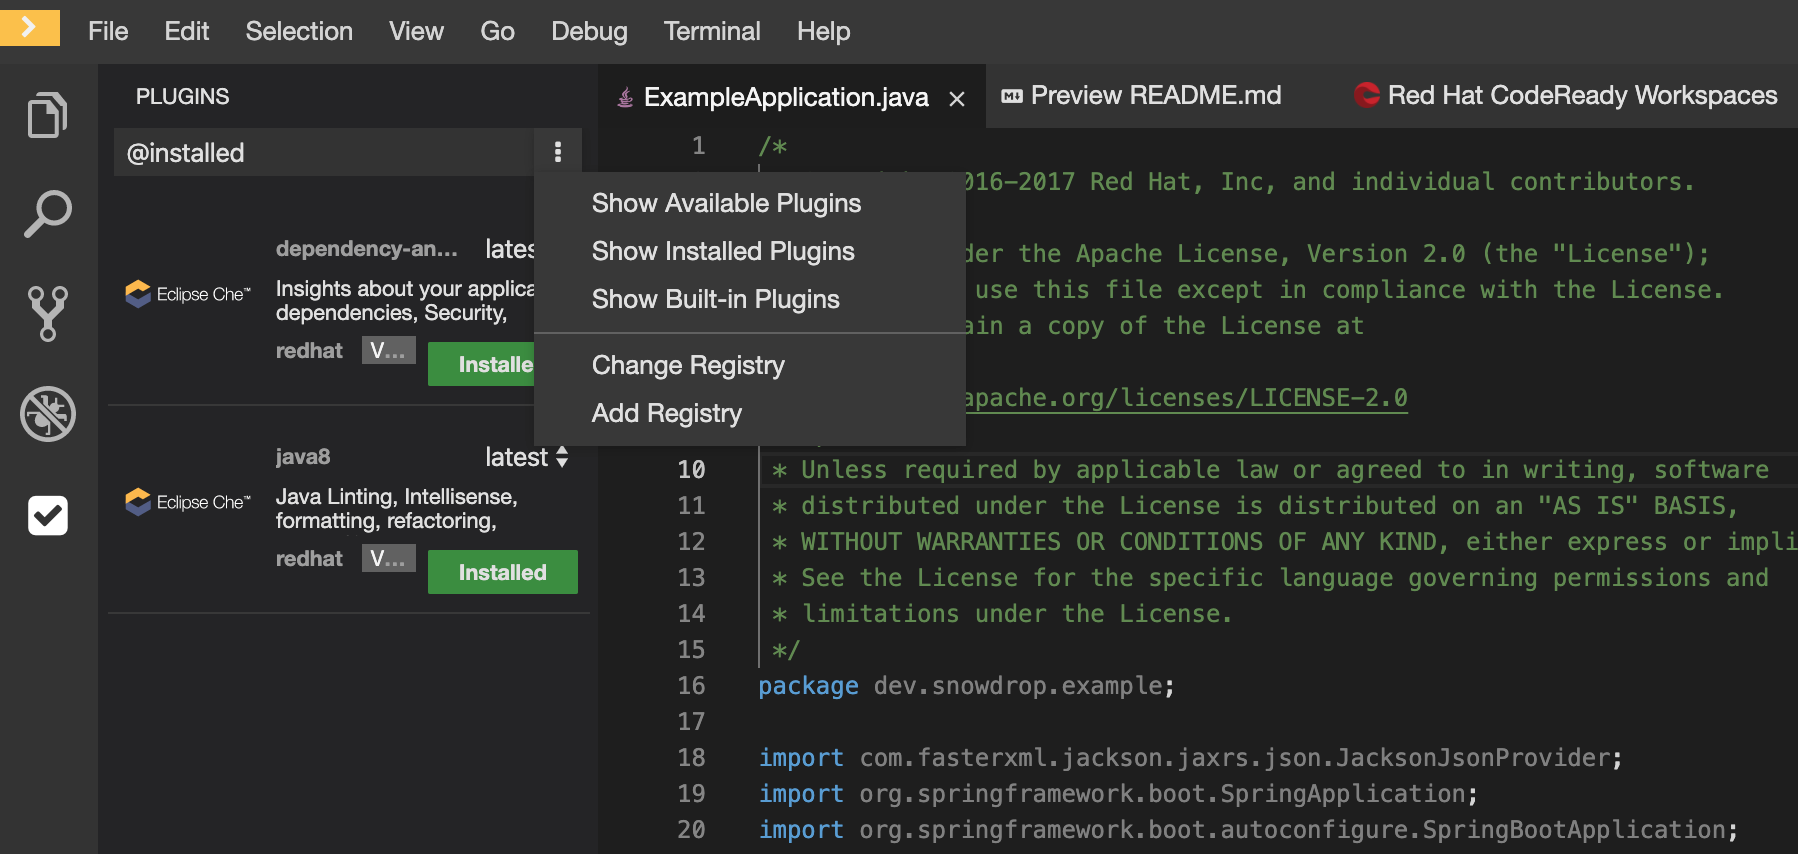 File Edit Selection View Go Debug Terminal Help
PLUGINS
@installed
Show Available Plugins
Show Installed Plugins
Show Built-in Plugins
Change Registry
Add Registry
dependency-an... lates
Eclipse Che™
Insights about your applica
dependencies, Security,
redhat V... Installe
java8 latest
Eclipse Che™
Java Linting, Intellisense,
formatting, refactoring,
redhat V... Installed
ExampleApplication.java × Preview README.md Red Hat CodeReady Workspaces
1 /*
016-2017 Red Hat, Inc, and individual contributors.
der the Apache License, Version 2.0 (the "License");
use this file except in compliance with the License.
ain a copy of the License at
apache.org/licenses/LICENSE-2.0
10 * Unless required by applicable law or agreed to in writing, software
11 * distributed under the License is distributed on an "AS IS" BASIS,
12 * WITHOUT WARRANTIES OR CONDITIONS OF ANY KIND, either express or impli
13 * See the License for the specific language governing permissions and
14 * limitations under the License.
15 */
16 package dev.snowdrop.example;
17
18 import com.fasterxml.jackson.jaxrs.json.JacksonJsonProvider;
19 import org.springframework.boot.SpringApplication;
20 import org.springframework.boot.autoconfigure.SpringBootApplication;